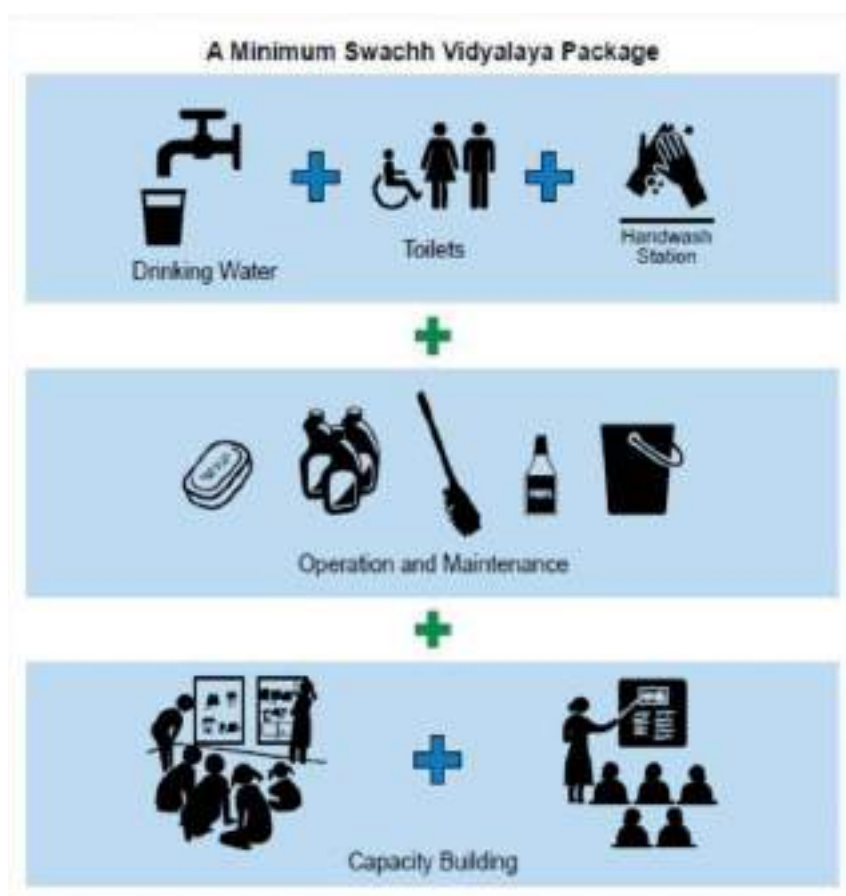 A Minimum Swachh Vidyalaya Package
Drinking Water
Toilets
Handwash
Station
Operation and Maintenance
Capacity Building